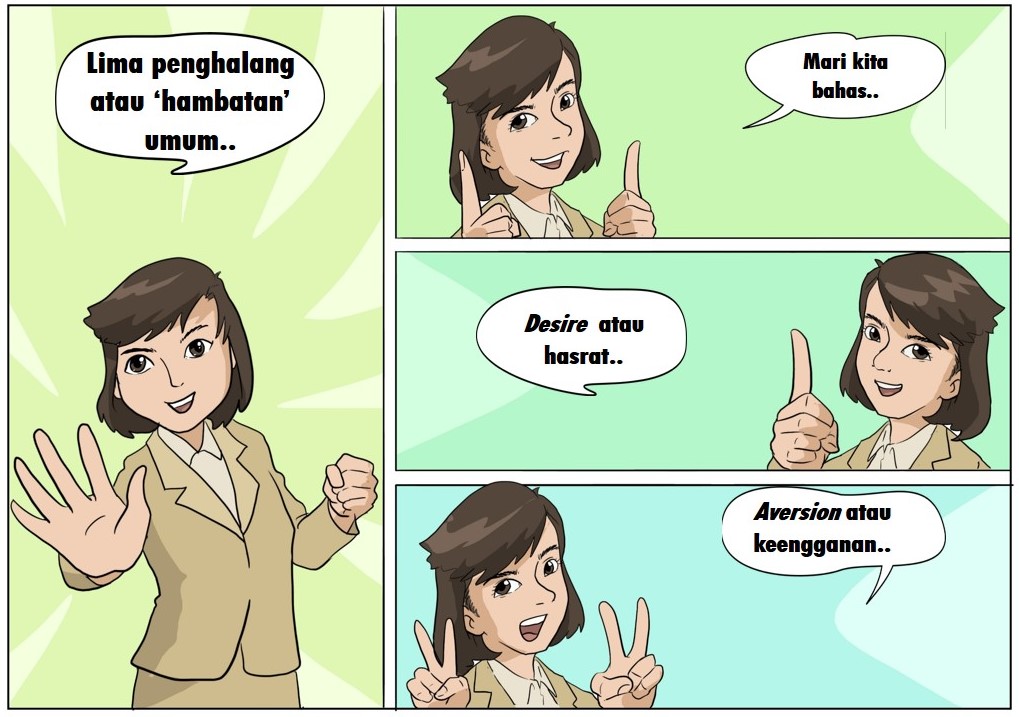 Lima penghalang
atau ‘hambatan’
umum..
Mari kita
bahas..
Desire atau
hasrat..
Aversion atau
keengganan..